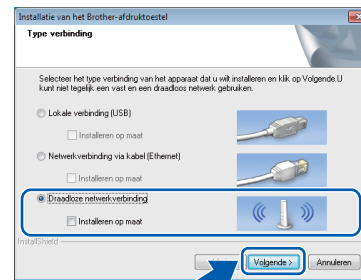 Installatie van het Brother-afdruktoestel
Type verbinding
Selecteer het type verbinding van het apparaat dat u wilt installeren en klik op Volgende.U
kunt niet tegelijk een vast en een draadloos netwerk gebruiken.
Lokale verbinding (USB)
Installeren op maat
Netwerkverbinding via kabel (Ethernet)
Installeren op maat
Draadloze netwerkverbinding
Installeren op maat
InstallShield
Volgende >
Annuleren